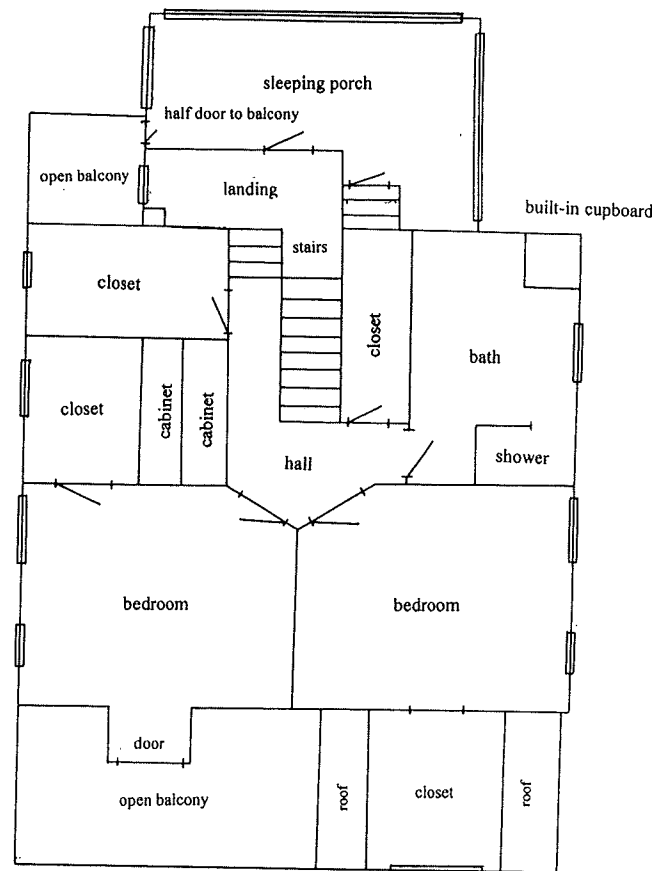 sleeping porch
half door to balcony
open balcony
landing
built-in cupboard
stairs
closet
closet
bath
closet
cabinet
cabinet
hall
shower
bedroom
bedroom
door
open balcony
roof
closet
roof